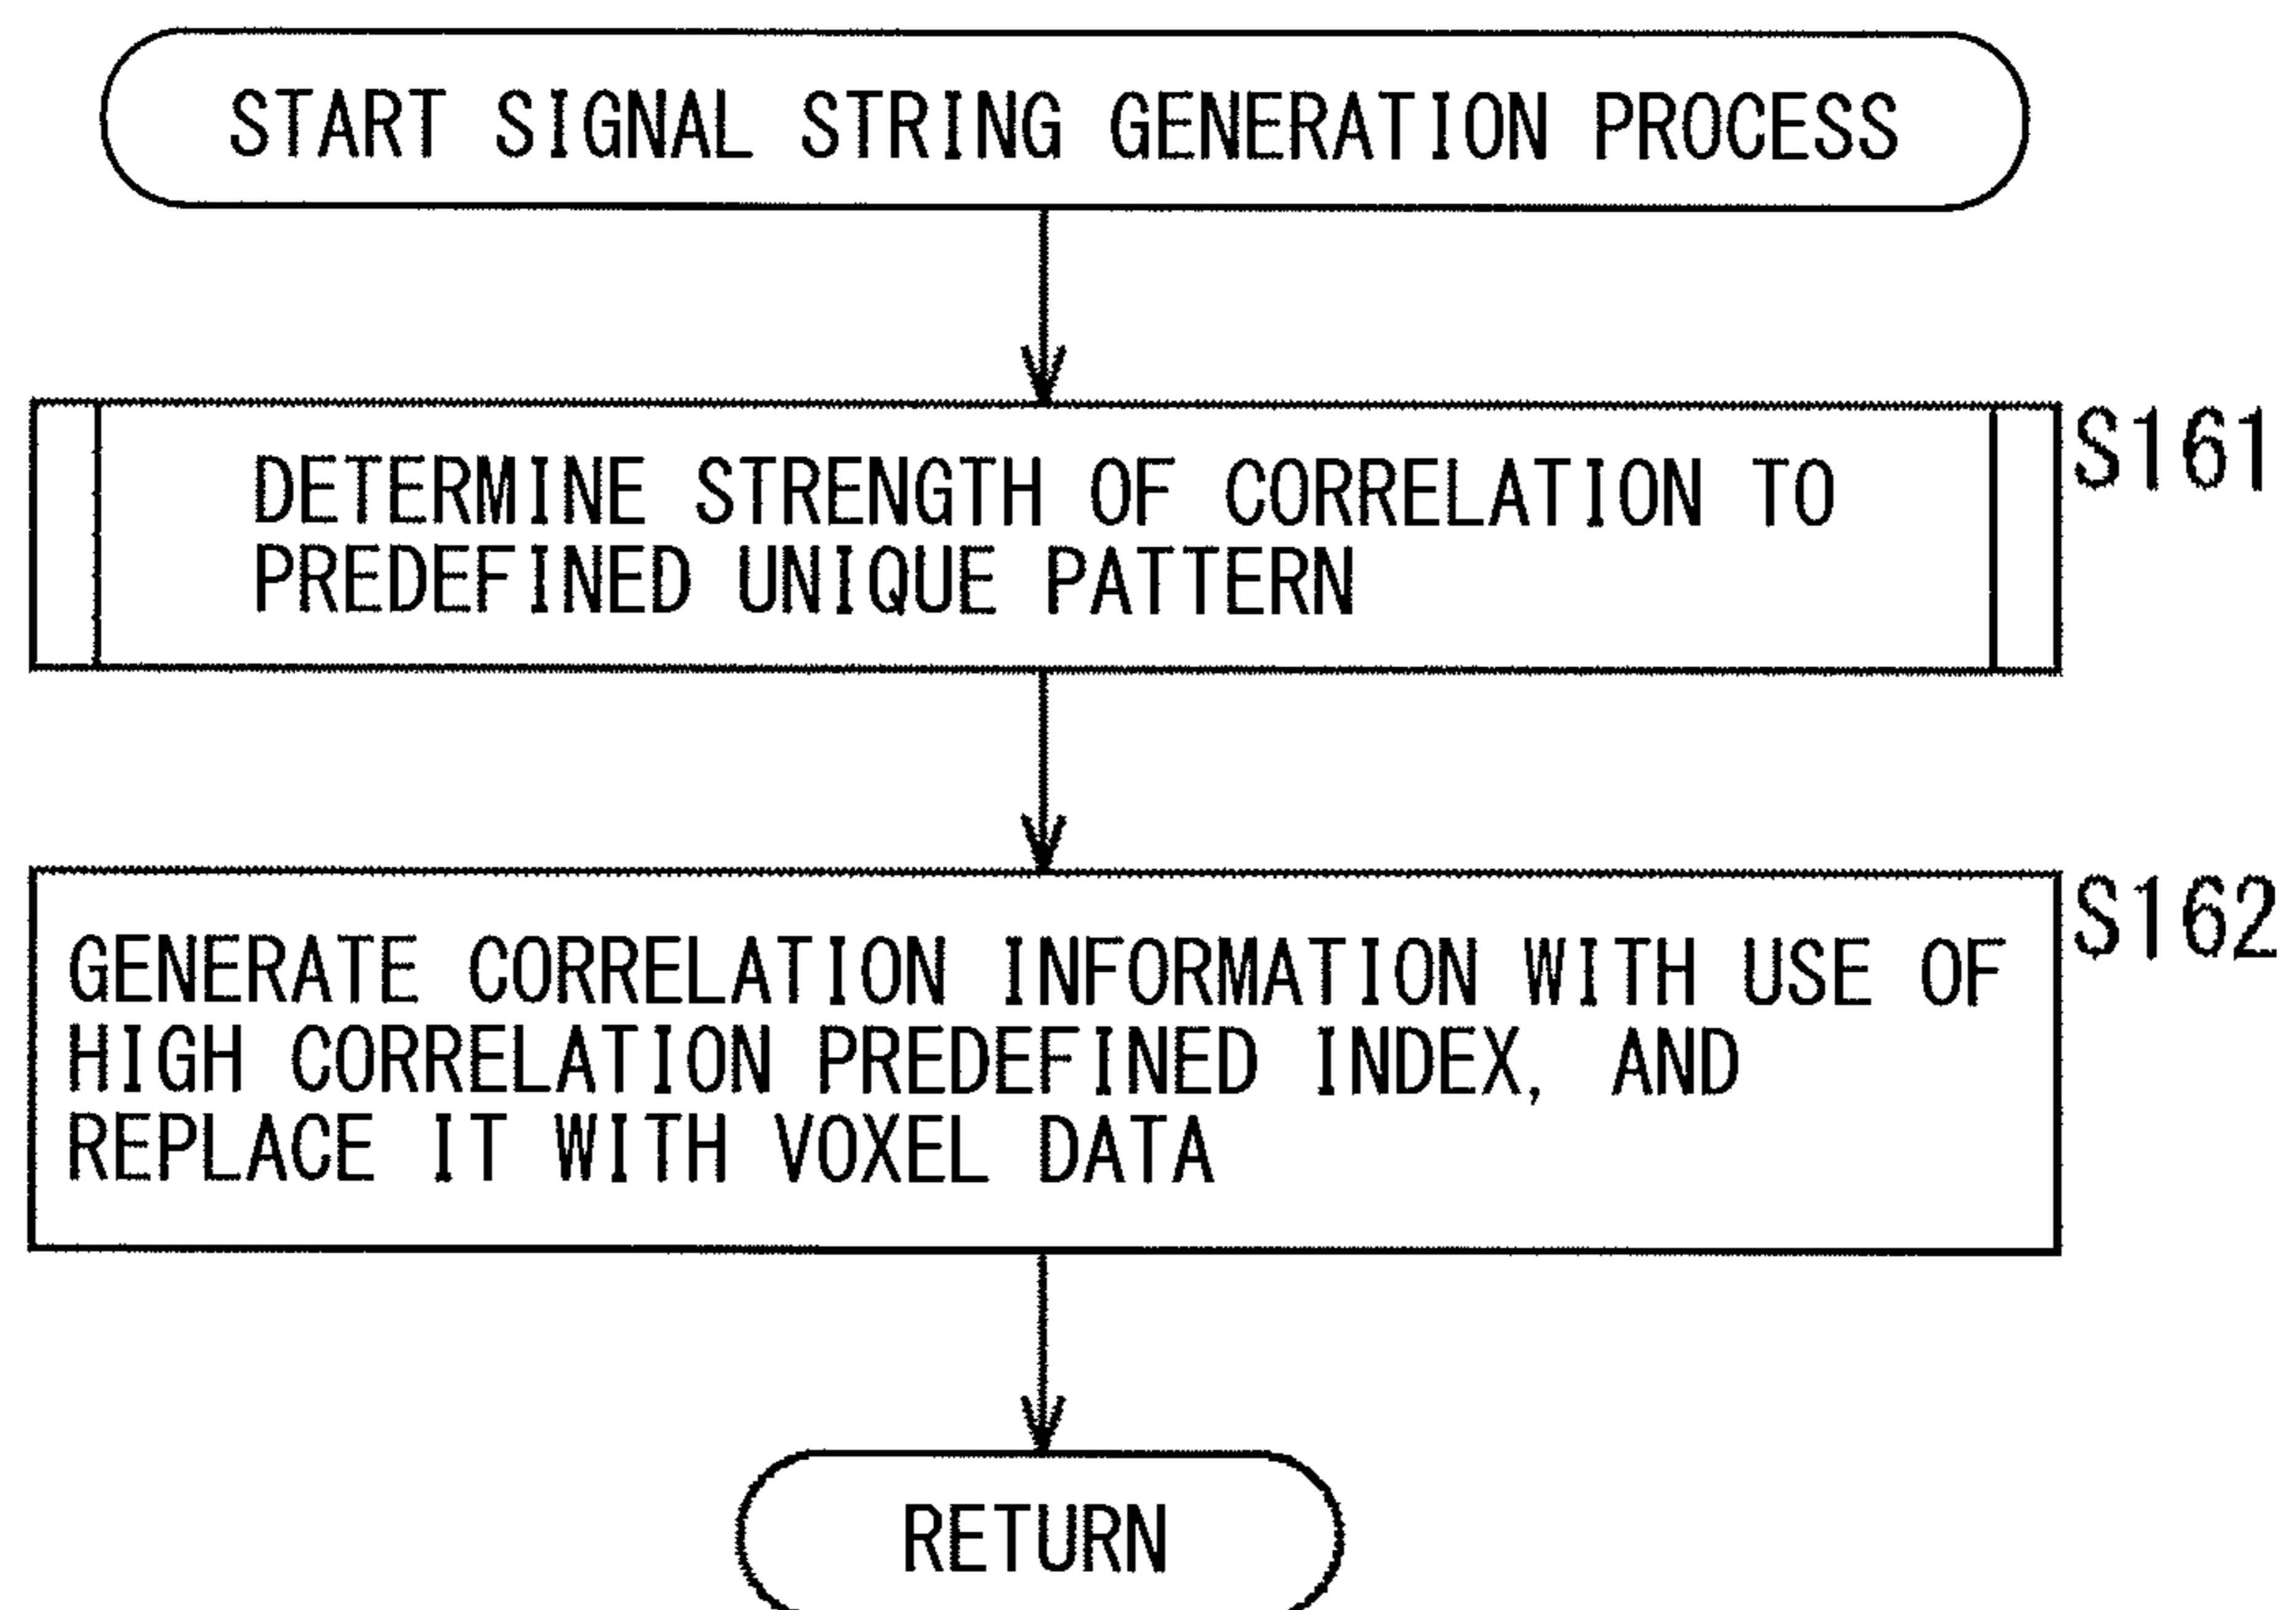 START SIGNAL STRING GENERATION PROCESS
DETERMINE STRENGTH OF CORRELATION TO
PREDEFINED UNIQUE PATTERN
S161
GENERATE CORRELATION INFORMATION WITH USE OF
HIGH CORRELATION PREDEFINED INDEX, AND
REPLACE IT WITH VOXEL DATA
S162
RETURN